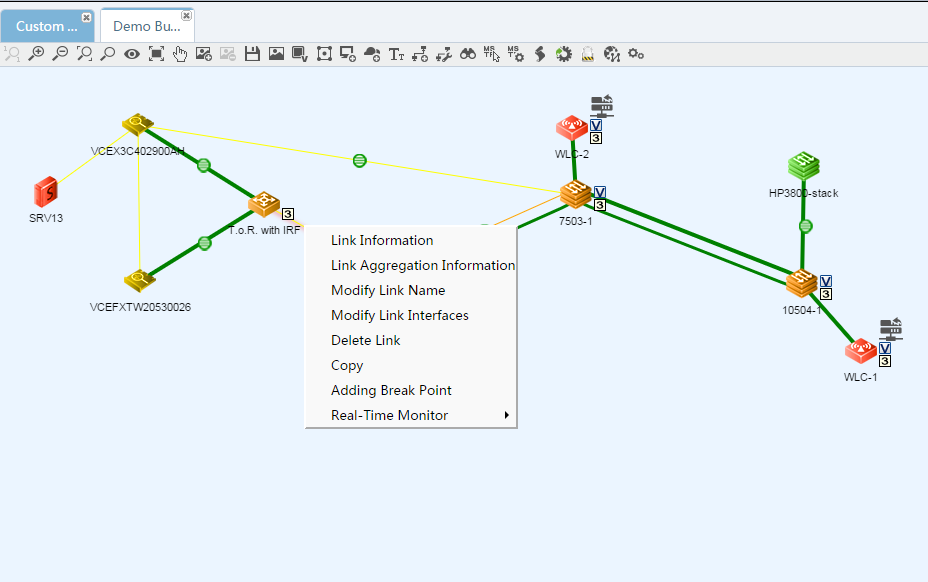 Custom ...
Demo Bu...
VCEX3C402900AH
WLC-2
V
3
SRV13
T.o.R. with IRF
3
7503-1
V
3
HP3800-stack
VCEFXTW20530026
10504-1
V
3
WLC-1
V
3
Link Information
Link Aggregation Information
Modify Link Name
Modify Link Interfaces
Delete Link
Copy
Adding Break Point
Real-Time Monitor